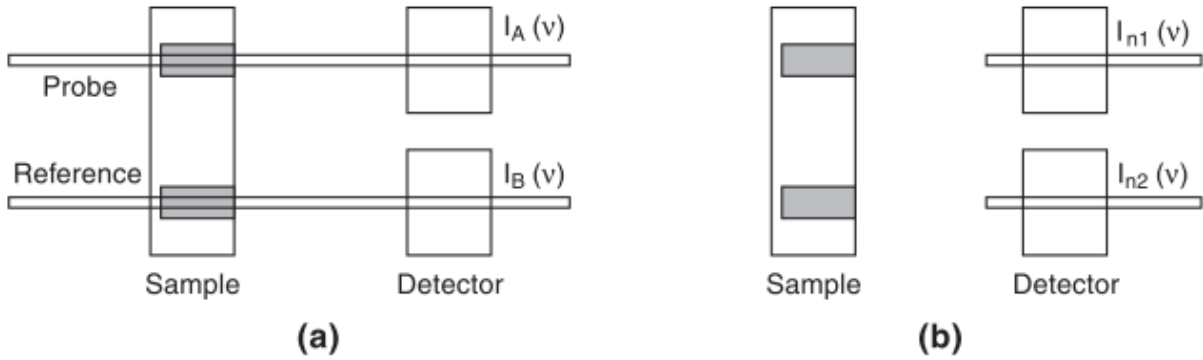 I_A (ν)
Probe
Reference
I_B (ν)
Sample
Detector
(a)
I_n1 (ν)
I_n2 (ν)
Sample
Detector
(b)